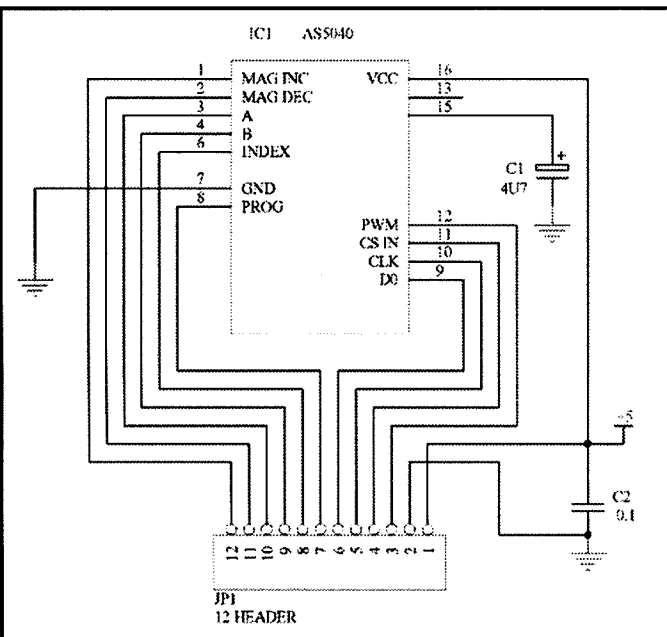 IC1 AS5040
1 MAG INC VCC 16
2 MAG DEC 13
3 A 15
4 B
6 INDEX
C1 +
4U7
7 GND
8 PROG
PWM 12
CS IN 11
CLK 10
D0 9
+5
C2
0.1
12 11 10 9 8 7 6 5 4 3 2 1
JP1
12 HEADER